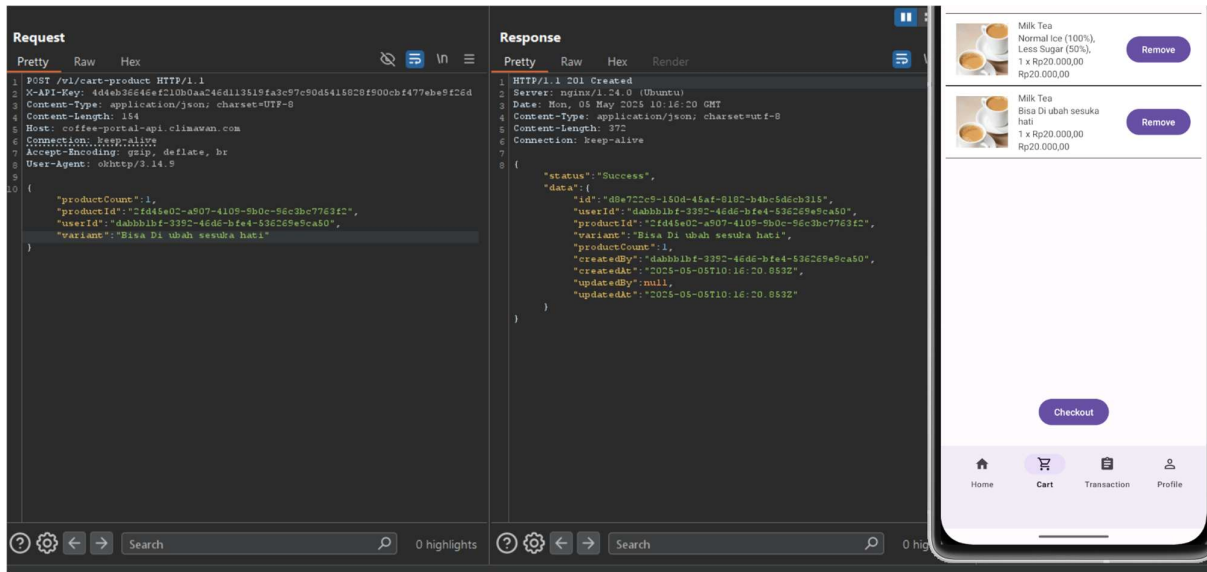 Request
Pretty Raw Hex
\n
1 POST /v1/cart-product HTTP/1.1
2 X-API-Key: 4d4eb36646ef210b0aa246d113519fa3c97c90d5415828f900cbf477ebe9f26d
3 Content-Type: application/json; charset=UTF-8
4 Content-Length: 154
5 Host: coffee-portal-api.climawan.com
6 Connection: keep-alive
7 Accept-Encoding: gzip, deflate, br
8 User-Agent: okhttp/3.14.9
9
10 {
"productCount":1,
"productId":"2fd45e02-a907-4109-9b0c-96c3bc7763f2",
"userId":"dabbb1bf-3392-46d6-bfe4-536269e9ca50",
"variant":"Bisa Di ubah sesuka hati"
}
Search
0 highlights
Response
Pretty Raw Hex Render
1 HTTP/1.1 201 Created
2 Server: nginx/1.24.0 (Ubuntu)
3 Date: Mon, 05 May 2025 10:16:20 GMT
4 Content-Type: application/json; charset=utf-8
5 Content-Length: 372
6 Connection: keep-alive
7
8 {
"status":"Success",
"data":{
"id":"d8e722c9-150d-45af-8182-b4bc5d6cb315",
"userId":"dabbb1bf-3392-46d6-bfe4-536269e9ca50",
"productId":"2fd45e02-a907-4109-9b0c-96c3bc7763f2",
"variant":"Bisa Di ubah sesuka hati",
"productCount":1,
"createdBy":"dabbb1bf-3392-46d6-bfe4-536269e9ca50",
"createdAt":"2025-05-05T10:16:20.853Z",
"updatedBy":null,
"updatedAt":"2025-05-05T10:16:20.853Z"
}
}
Search
0 hig
Milk Tea
Normal Ice (100%),
Less Sugar (50%),
1 x Rp20.000,00
Rp20.000,00
Remove
Milk Tea
Bisa Di ubah sesuka
hati
1 x Rp20.000,00
Rp20.000,00
Remove
Checkout
Home Cart Transaction Profile